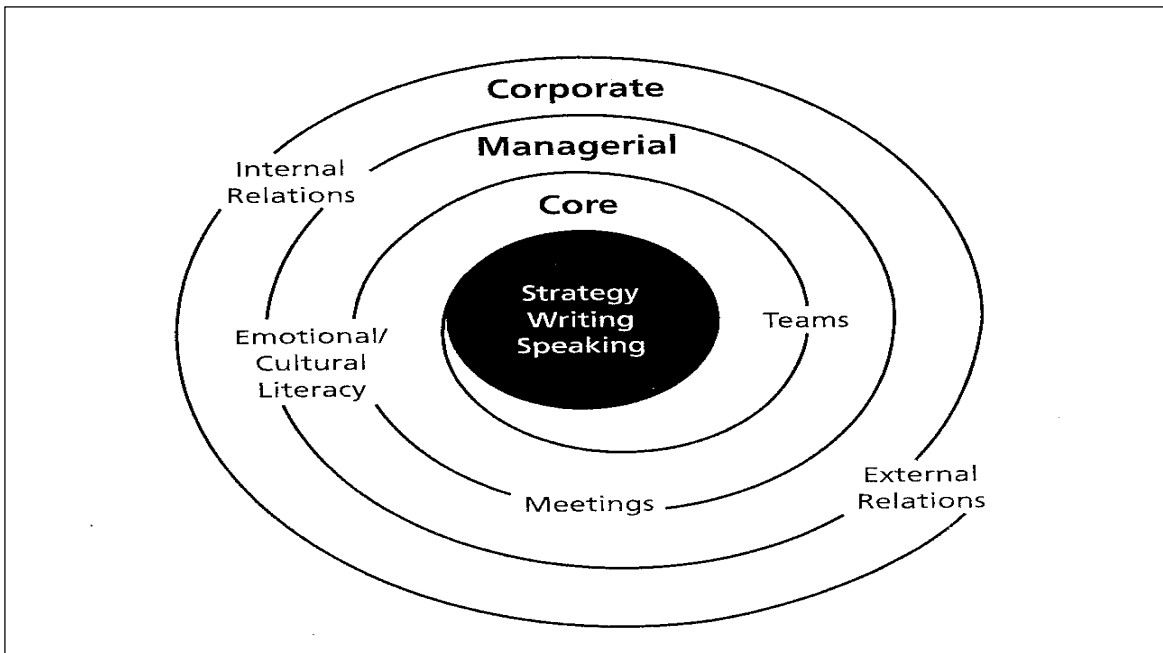 Corporate
Managerial
Internal
Relations
Core
Strategy
Writing
Speaking
Teams
Emotional/
Cultural
Literacy
External
Relations
Meetings